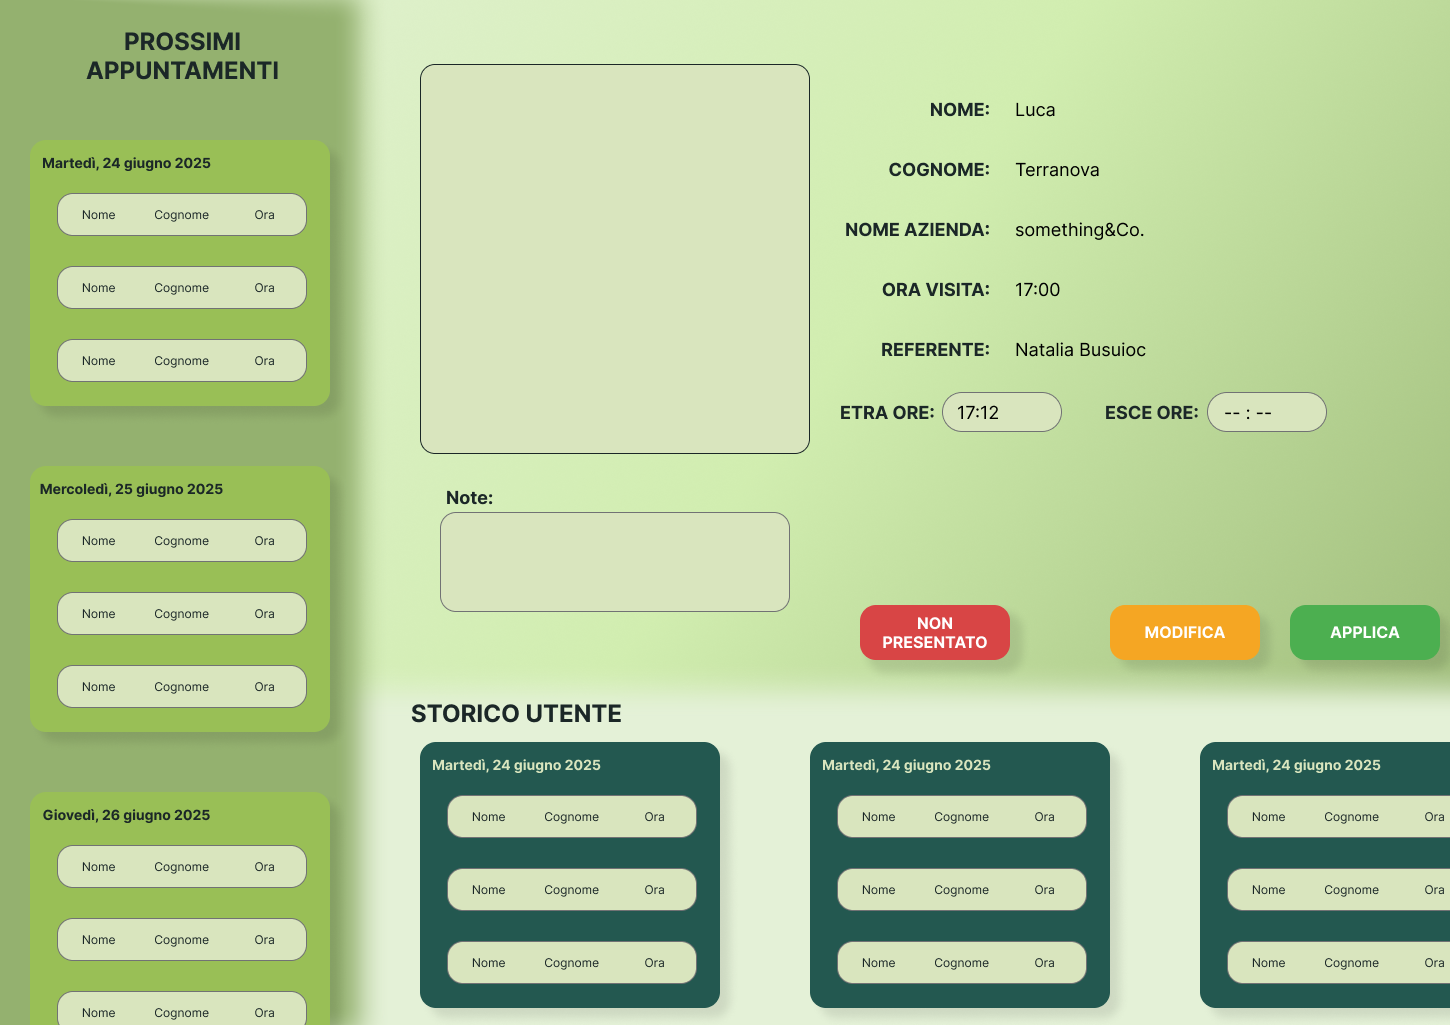 PROSSIMI
APPUNTAMENTI
Martedì, 24 giugno 2025
Nome Cognome Ora
Nome Cognome Ora
Nome Cognome Ora
Mercoledì, 25 giugno 2025
Nome Cognome Ora
Nome Cognome Ora
Nome Cognome Ora
Giovedì, 26 giugno 2025
Nome Cognome Ora
Nome Cognome Ora
Nome Cognome Ora
NOME: Luca
COGNOME: Terranova
NOME AZIENDA: something&Co.
ORA VISITA: 17:00
REFERENTE: Natalia Busuioc
ETRA ORE: 17:12 ESCE ORE: -- : --
Note:
NON
PRESENTATO
MODIFICA
APPLICA
STORICO UTENTE
Martedì, 24 giugno 2025
Nome Cognome Ora
Nome Cognome Ora
Nome Cognome Ora
Martedì, 24 giugno 2025
Nome Cognome Ora
Nome Cognome Ora
Nome Cognome Ora
Martedì, 24 giugno 2025
Nome Cognome Ora
Nome Cognome Ora
Nome Cognome Ora